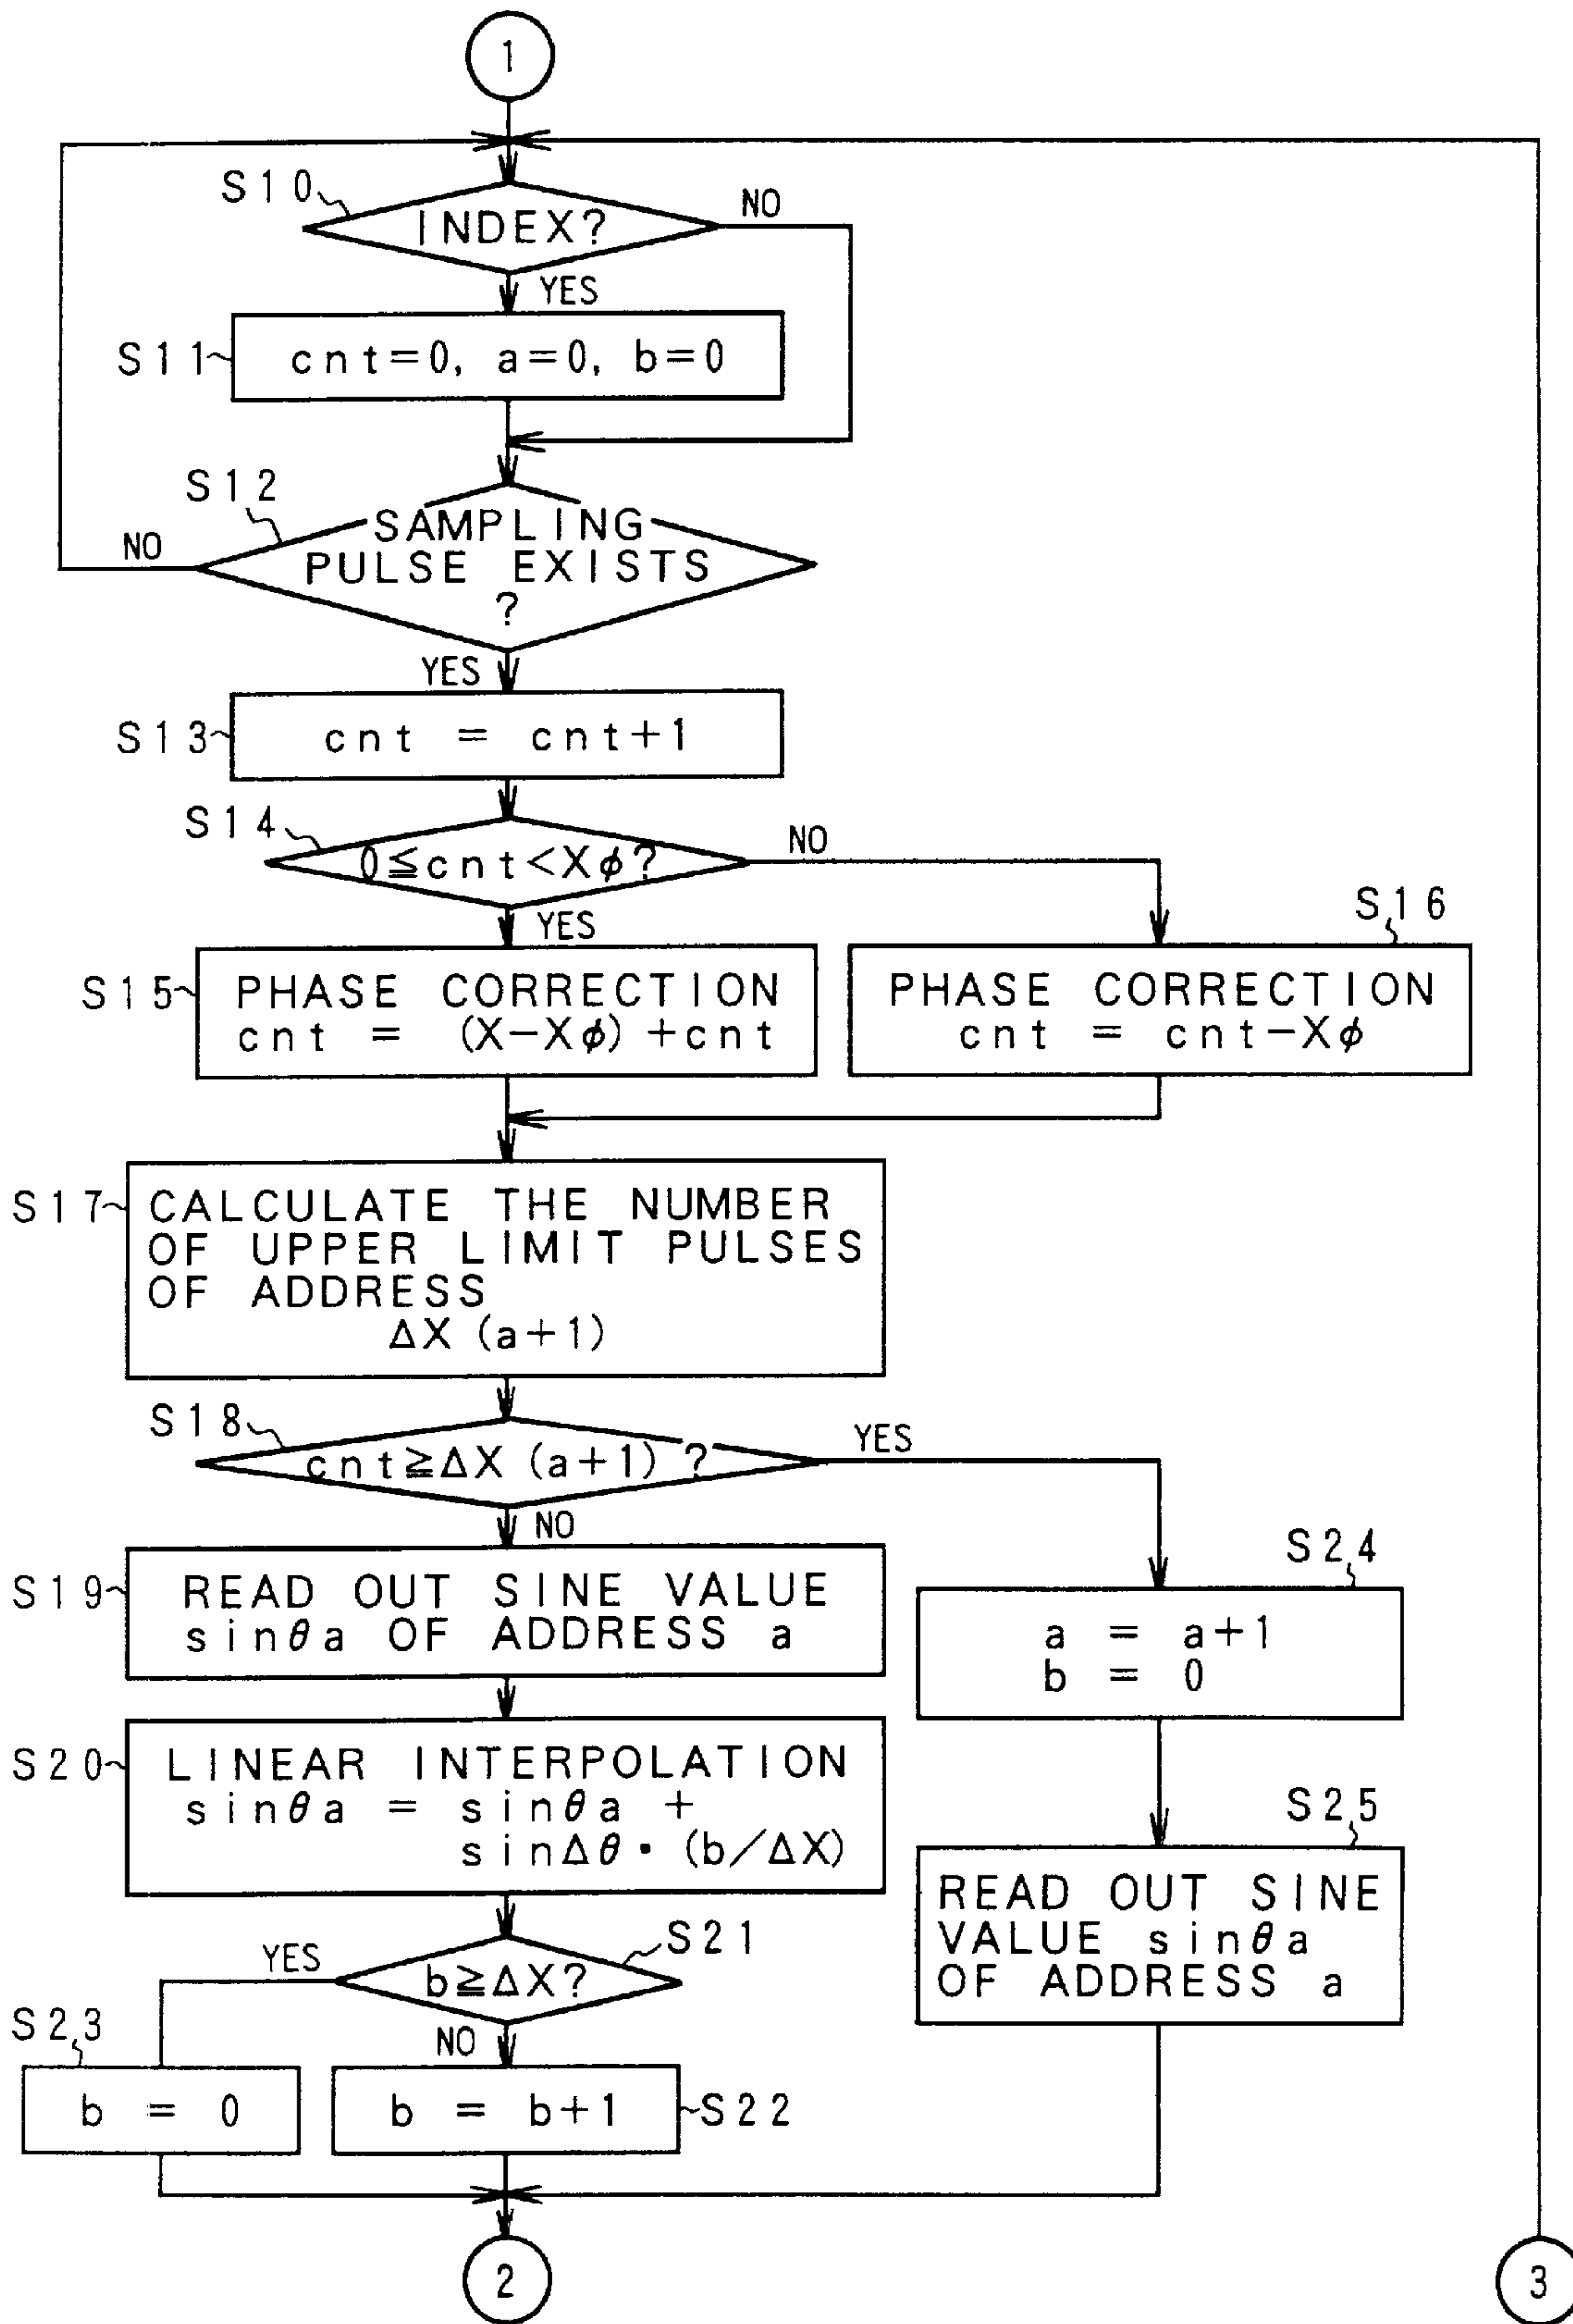 1
S10
INDEX?
NO
YES
S11
cnt=0, a=0, b=0
S12
SAMPLING
PULSE EXISTS
?
NO
YES
S13
cnt = cnt+1
S14
0≦cnt<Xφ?
NO
YES
S15
PHASE CORRECTION
cnt = (X-Xφ)+cnt
S16
PHASE CORRECTION
cnt = cnt-Xφ
S17
CALCULATE THE NUMBER
OF UPPER LIMIT PULSES
OF ADDRESS
ΔX (a+1)
S18
cnt≧ΔX (a+1) ?
YES
NO
S19
READ OUT SINE VALUE
sinθa OF ADDRESS a
S24
a = a+1
b = 0
S20
LINEAR INTERPOLATION
sinθa = sinθa +
sinΔθ・(b/ΔX)
S25
READ OUT SINE
VALUE sinθa
OF ADDRESS a
S21
b≧ΔX?
YES
NO
S23
b = 0
b = b+1
S22
2
3